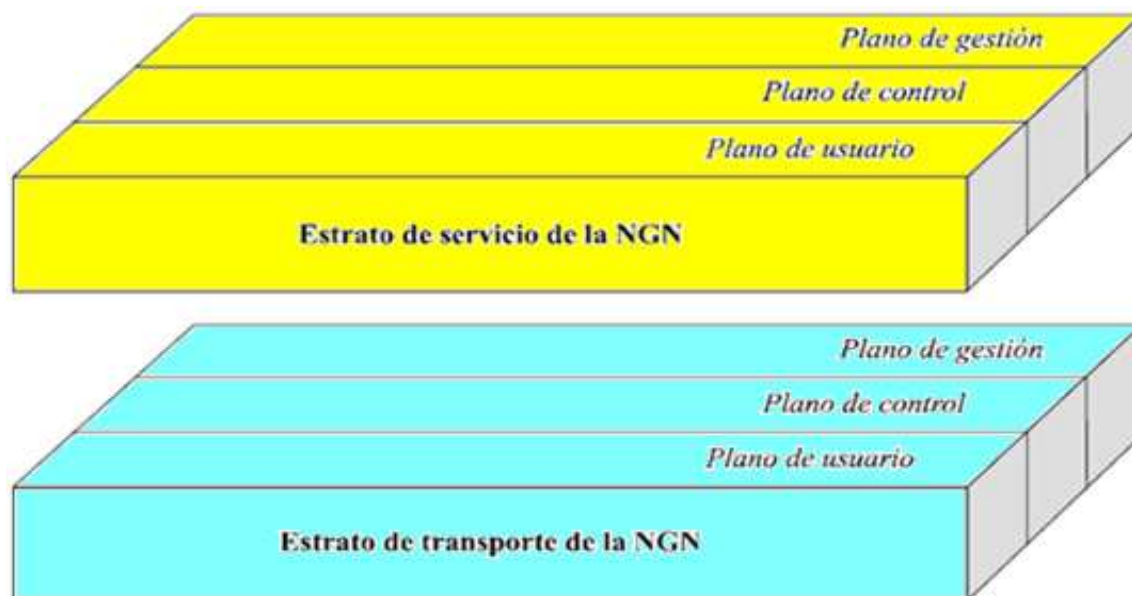 Plano de gestión
Plano de control
Plano de usuario
Estrato de servicio de la NGN
Plano de gestión
Plano de control
Plano de usuario
Estrato de transporte de la NGN